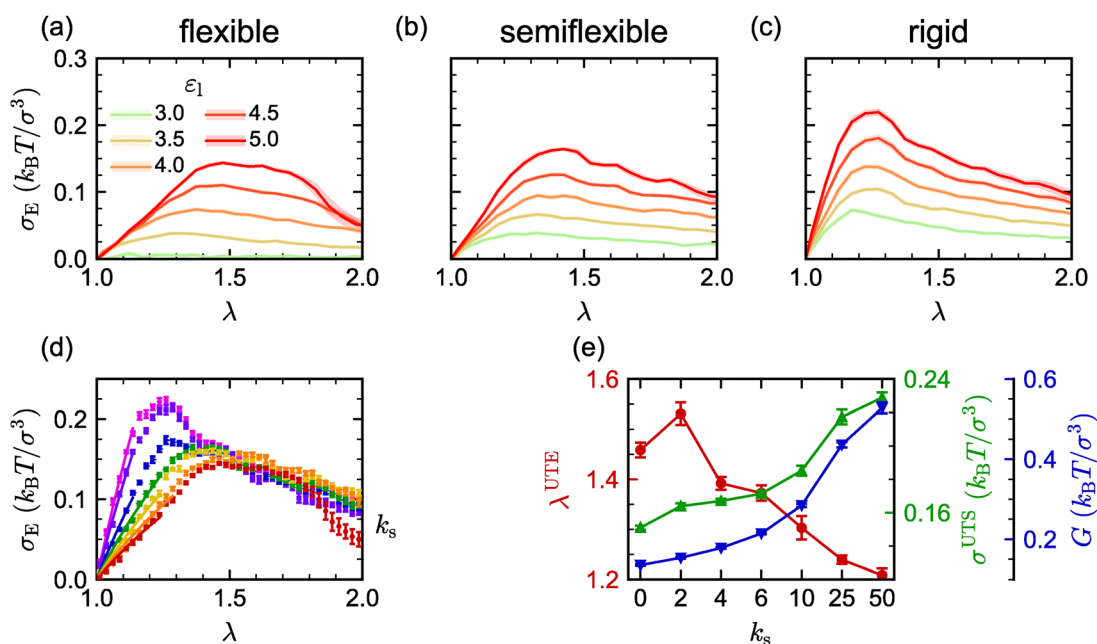 (a) flexible (b) semiflexible (c) rigid
σE (kBT/σ³)
0.3
0.2
0.1
0.0
εl
3.0 4.5
3.5 5.0
4.0
1.0 1.5 2.0
λ
1.0 1.5 2.0
λ
1.0 1.5 2.0
λ
(d)
σE (kBT/σ³)
0.2
0.1
0.0
1.0 1.5 2.0
λ
ks
(e)
λUTE
1.6
1.4
1.2
0 2 4 6 10 25 50
ks
0.24
0.16
σUTS (kBT/σ³)
0.6
0.4
0.2
G (kBT/σ³)